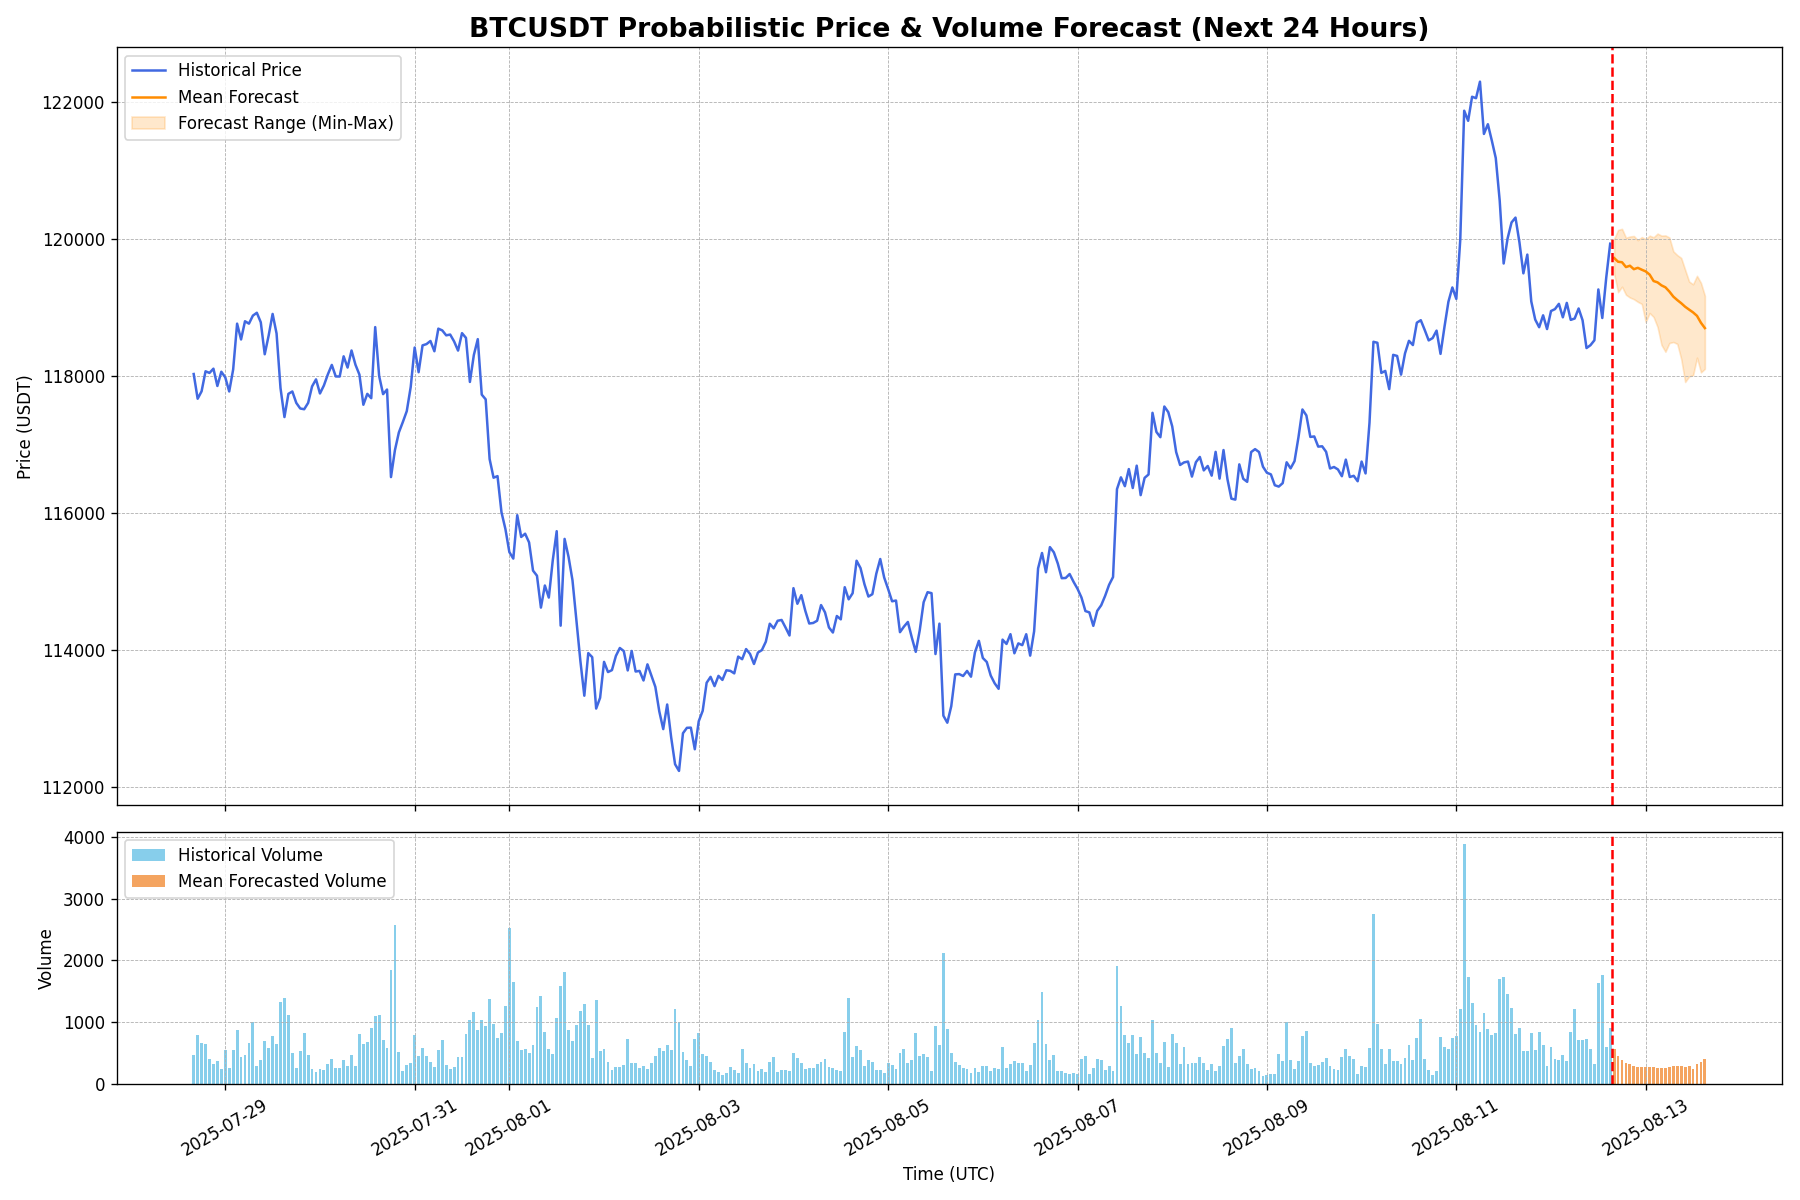 BTCUSDT Probabilistic Price & Volume Forecast (Next 24 Hours)
Historical Price
Mean Forecast
Forecast Range (Min-Max)
122000
120000
118000
116000
114000
112000
Price (USDT)
Historical Volume
Mean Forecasted Volume
4000
3000
2000
1000
0
Volume
2025-07-29
2025-07-31
2025-08-01
2025-08-03
2025-08-05
2025-08-07
2025-08-09
2025-08-11
2025-08-13
Time (UTC)